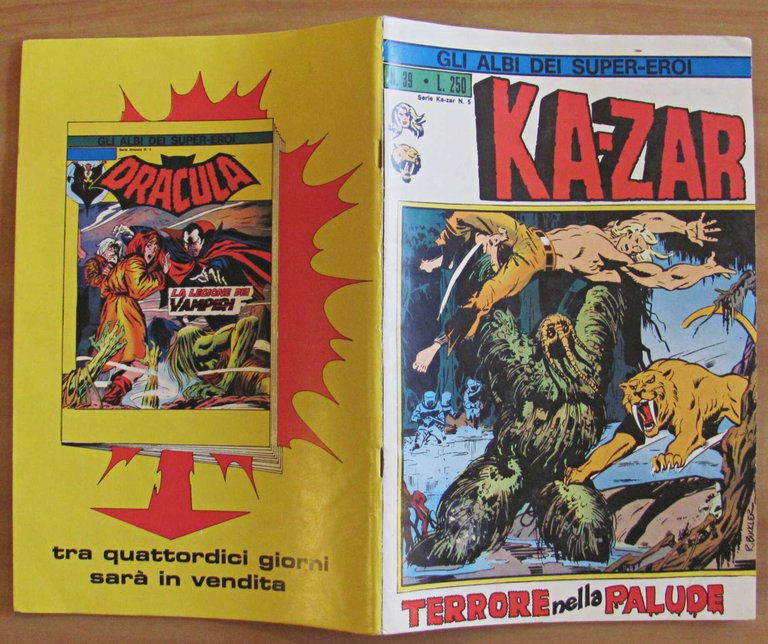 GLI ALBI DEI SUPER-EROI
DRACULA
LA LEGIONE DEI
VAMPIRI
tra quattordici giorni
sarà in vendita
GLI ALBI DEI SUPER-EROI
N. 39 • L. 250
Serie Ka-zar N. 5
KA-ZAR
R. BUCKLER
TERRORE nella PALUDE